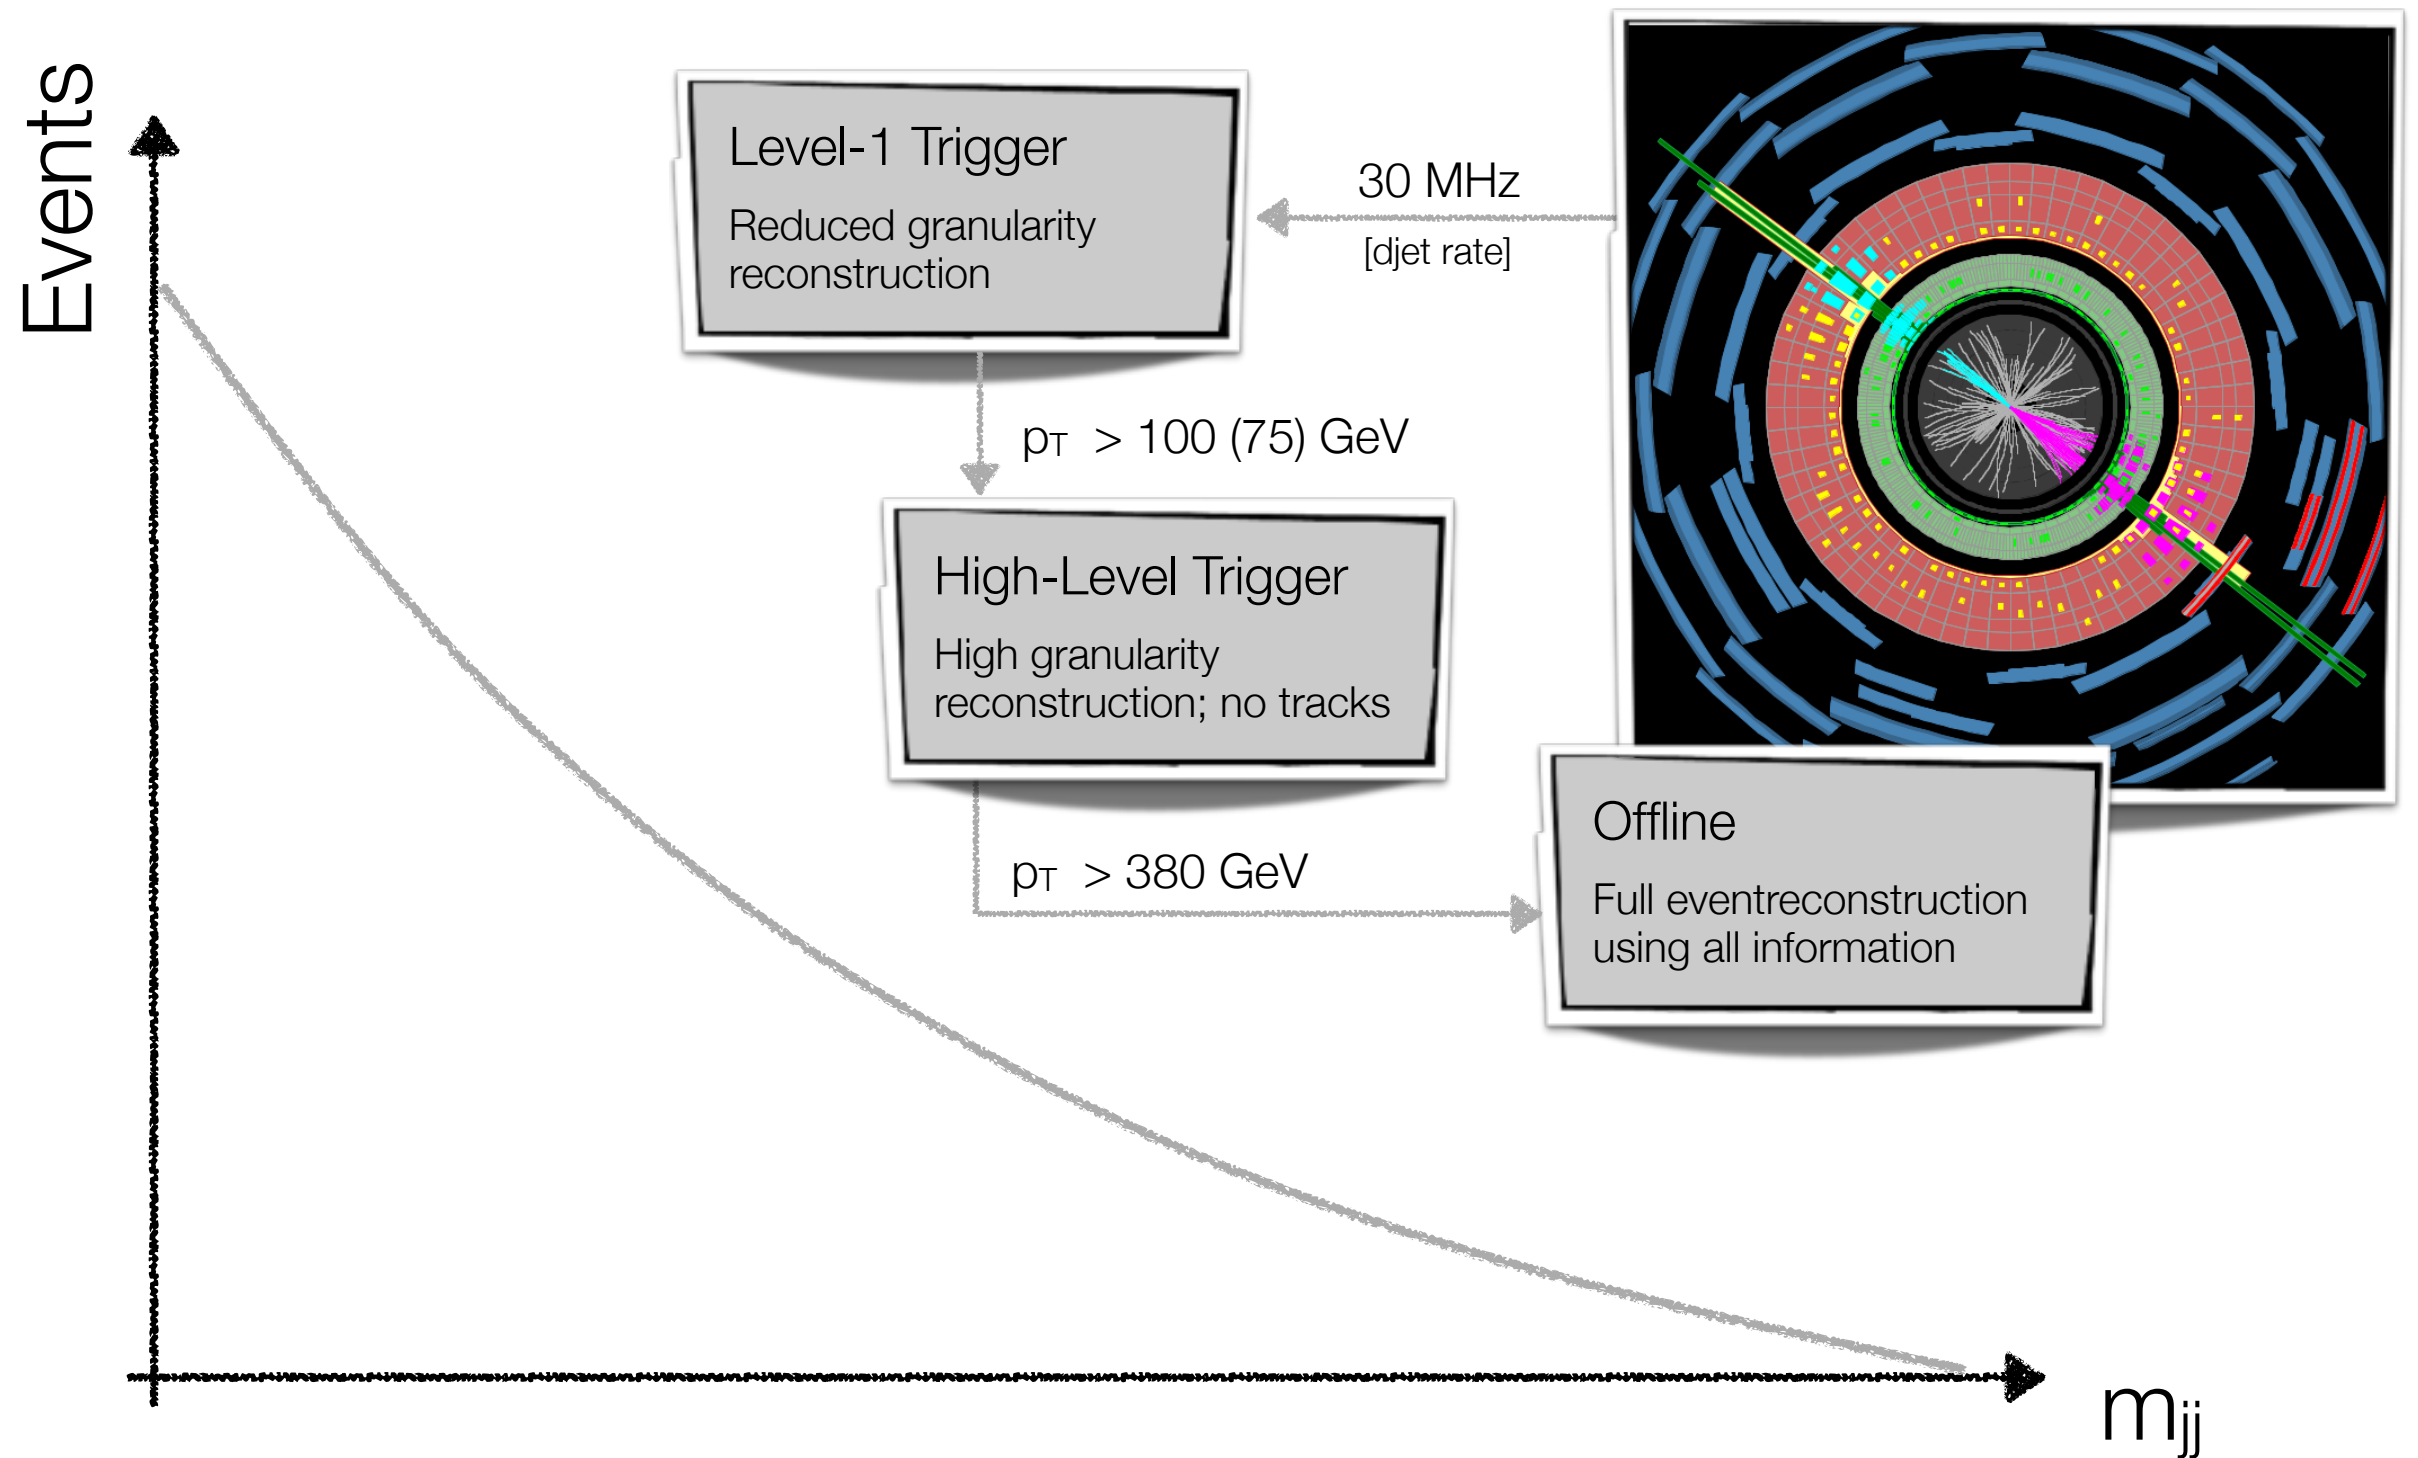 Events
Level-1 Trigger
Reduced granularity
reconstruction
30 MHz
[djet rate]
pT > 100 (75) GeV
High-Level Trigger
High granularity
reconstruction; no tracks
pT > 380 GeV
Offline
Full eventreconstruction
using all information
mjj